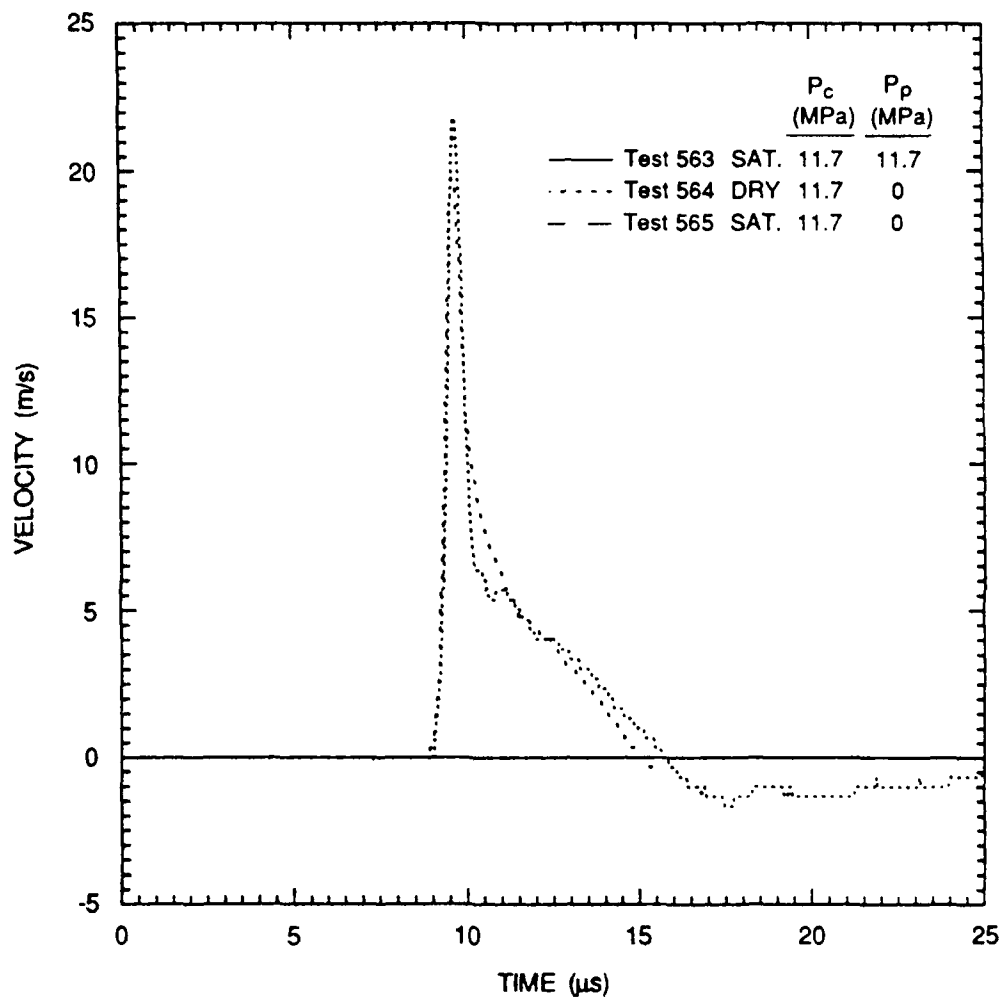 25
20
15
10
5
0
-5
VELOCITY (m/s)
Pc Pp
(MPa) (MPa)
Test 563 SAT. 11.7 11.7
Test 564 DRY 11.7 0
Test 565 SAT. 11.7 0
0 5 10 15 20 25
TIME (μs)